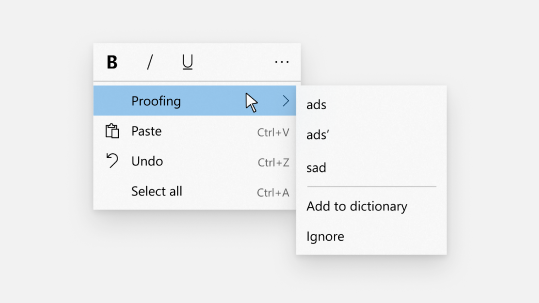 B / U ...
Proofing
Paste Ctrl+V
Undo Ctrl+Z
Select all Ctrl+A
ads
ads’
sad
Add to dictionary
Ignore